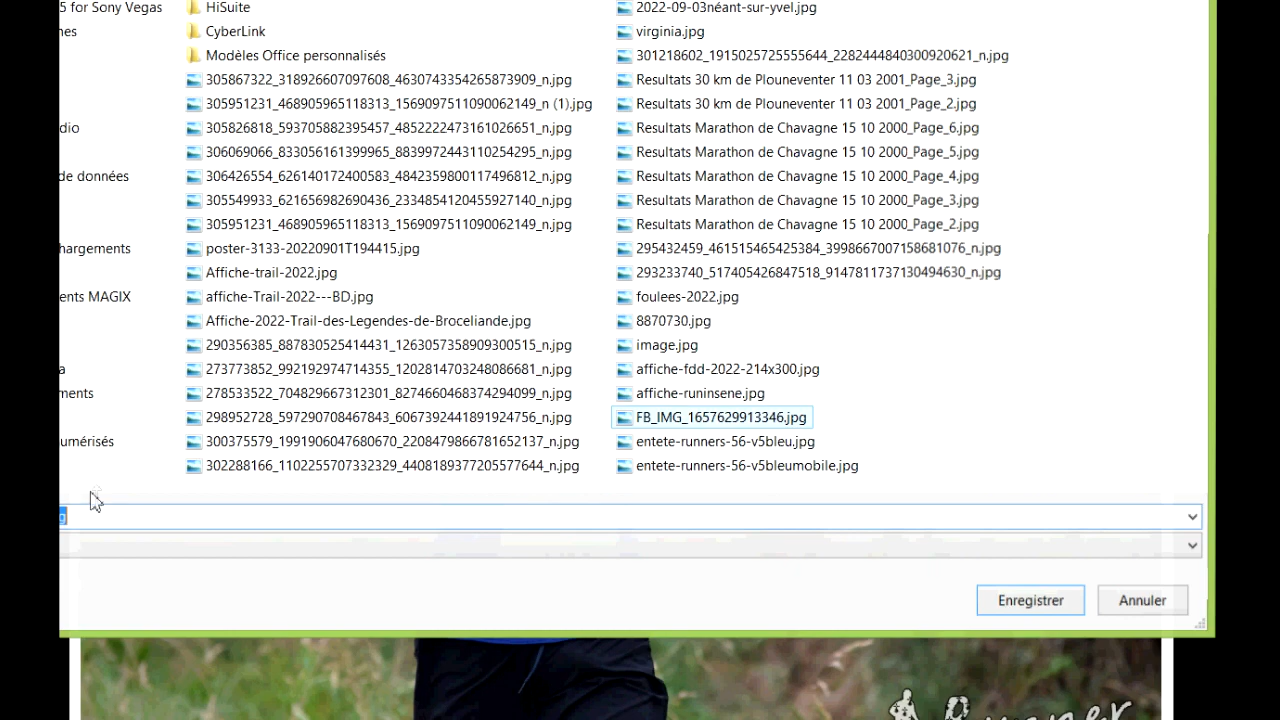 5 for Sony Vegas
nes
dio
de données
hargements
ents MAGIX
a
ments
umérisés
HiSuite
CyberLink
Modèles Office personnalisés
305867322_318926607097608_4630743354265873909_n.jpg
305951231_468905965118313_1569097511090062149_n (1).jpg
305826818_593705882395457_4852222473161026651_n.jpg
306069066_833056161399965_8839972443110254295_n.jpg
306426554_626140172400583_4842359800117496812_n.jpg
305549933_621656982690436_2334854120455927140_n.jpg
305951231_468905965118313_1569097511090062149_n.jpg
poster-3133-20220901T194415.jpg
Affiche-trail-2022.jpg
affiche-Trail-2022---BD.jpg
Affiche-2022-Trail-des-Legendes-de-Broceliande.jpg
290356385_887830525414431_1263057358909300515_n.jpg
273773852_992192974714355_1202814703248086681_n.jpg
278533522_704829667312301_8274660468374294099_n.jpg
298952728_597290708467843_6067392441891924756_n.jpg
300375579_1991906047680670_2208479866781652137_n.jpg
302288166_1102255707332329_4408189377205577644_n.jpg
2022-09-03néant-sur-yvel.jpg
virginia.jpg
301218602_1915025725555644_2282444840300920621_n.jpg
Resultats 30 km de Plouneventer 11 03 2001_Page_3.jpg
Resultats 30 km de Plouneventer 11 03 2001_Page_2.jpg
Resultats Marathon de Chavagne 15 10 2000_Page_6.jpg
Resultats Marathon de Chavagne 15 10 2000_Page_5.jpg
Resultats Marathon de Chavagne 15 10 2000_Page_4.jpg
Resultats Marathon de Chavagne 15 10 2000_Page_3.jpg
Resultats Marathon de Chavagne 15 10 2000_Page_2.jpg
295432459_461515465425384_3998667011158681076_n.jpg
293233740_517405426847518_9147811737130494630_n.jpg
foulees-2022.jpg
8870730.jpg
image.jpg
affiche-fdd-2022-214x300.jpg
affiche-runinsene.jpg
FB_IMG_1657629913346.jpg
entete-runners-56-v5bleu.jpg
entete-runners-56-v5bleumobile.jpg
g
Enregistrer
Annuler